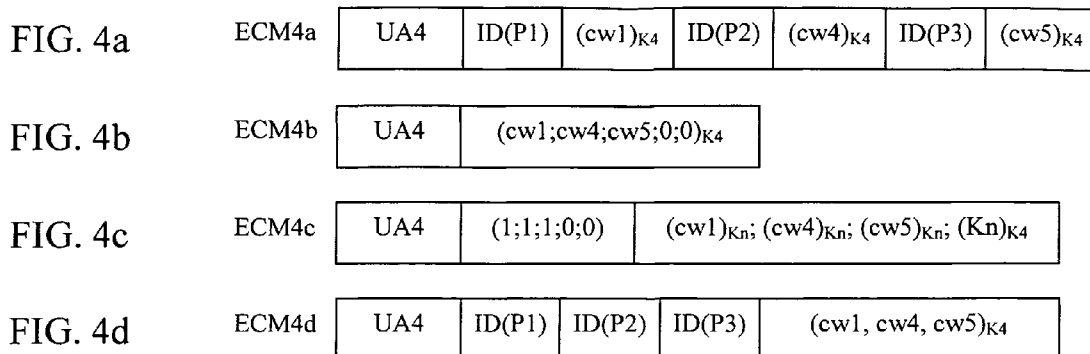 FIG. 4a ECM4a UA4 ID(P1) (cw1)K4 ID(P2) (cw4)K4 ID(P3) (cw5)K4
FIG. 4b ECM4b UA4 (cw1;cw4;cw5;0;0)K4
FIG. 4c ECM4c UA4 (1;1;1;0;0) (cw1)Kn; (cw4)Kn; (cw5)Kn; (Kn)K4
FIG. 4d ECM4d UA4 ID(P1) ID(P2) ID(P3) (cw1, cw4, cw5)K4